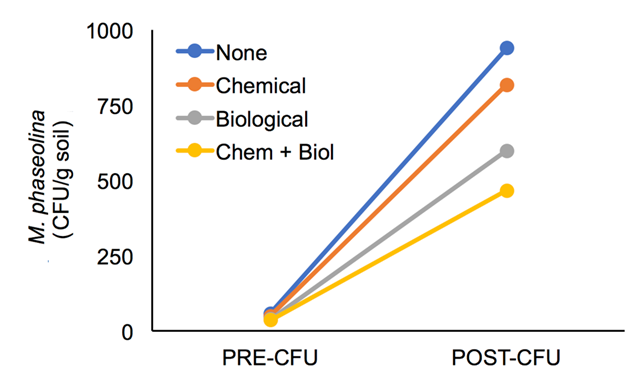 1000
750
500
250
0
M. phaseolina
(CFU/g soil)
None
Chemical
Biological
Chem + Biol
PRE-CFU POST-CFU